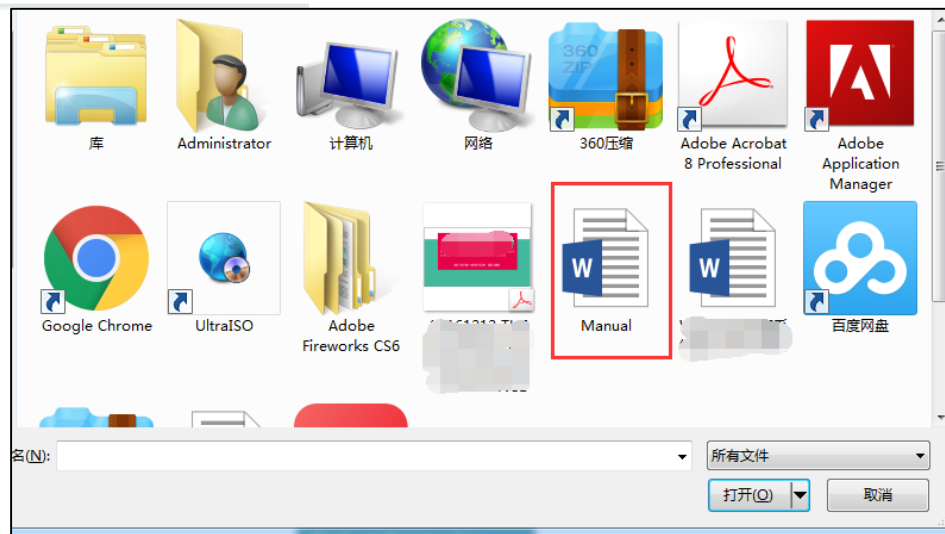 360
ZIP
库
Administrator
计算机
网络
360压缩
Adobe Acrobat
8 Professional
Adobe
Application
Manager
W
W
Google Chrome
UltraISO
Adobe
Fireworks CS6
Manual
百度网盘
名(N):
所有文件
打开(O)
取消